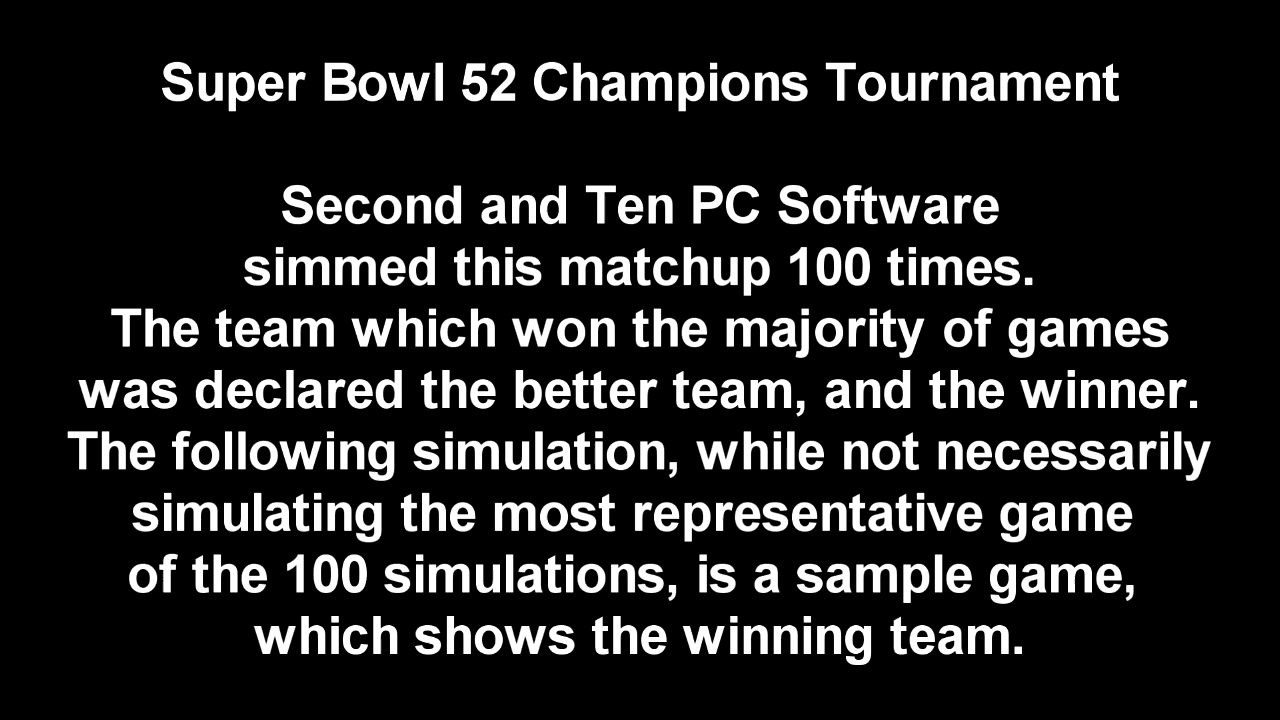 Super Bowl 52 Champions Tournament
Second and Ten PC Software
simmed this matchup 100 times.
The team which won the majority of games
was declared the better team, and the winner.
The following simulation, while not necessarily
simulating the most representative game
of the 100 simulations, is a sample game,
which shows the winning team.